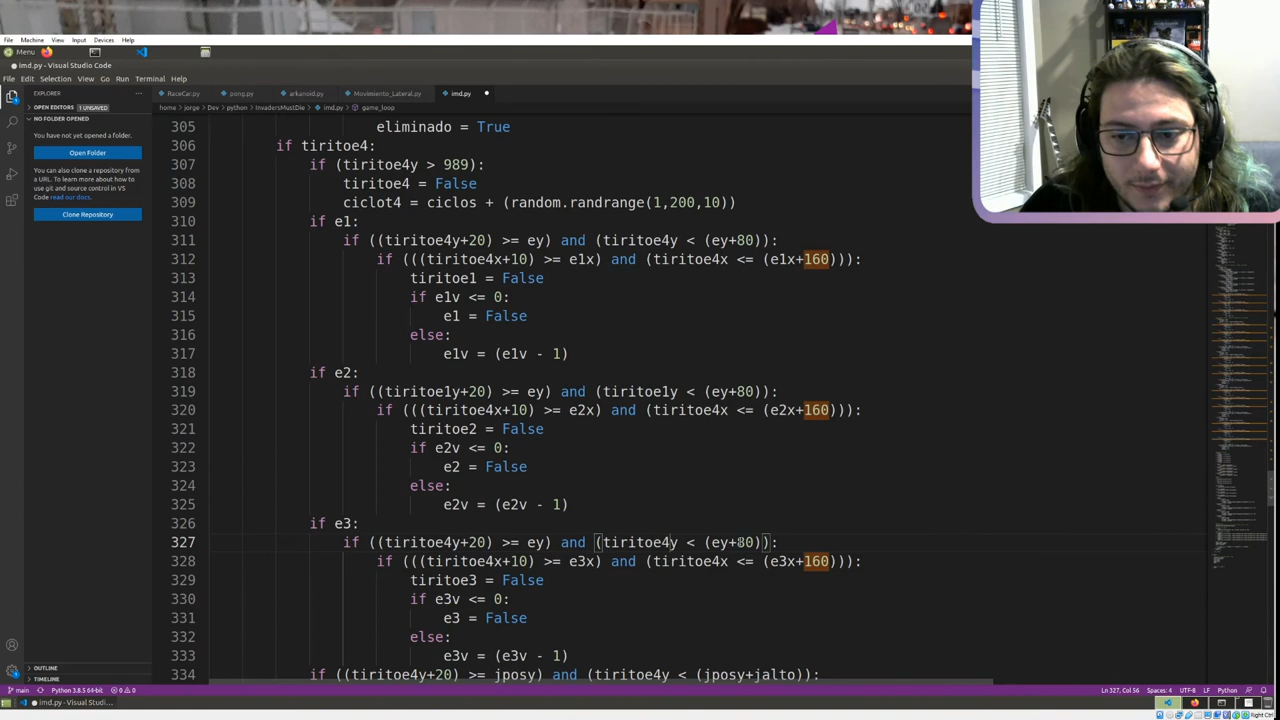 File Machine View Input Devices Help
Menu
imd.py - Visual Studio Code
File Edit Selection View Go Run Terminal Help
EXPLORER ···
OPEN EDITORS 1 UNSAVED
NO FOLDER OPENED
You have not yet opened a folder.
Open Folder
You can also clone a repository
from a URL. To learn more about how
to use git and source control in VS
Code read our docs.
Clone Repository
OUTLINE
TIMELINE
RaceCar.py pong.py arkanoid.py Movimiento_Lateral.py imd.py
home > jorge > Dev > python > InvadersMustDie > imd.py > game_loop
305 eliminado = True
306 if tiritoe4:
307 if (tiritoe4y > 989):
308 tiritoe4 = False
309 ciclot4 = ciclos + (random.randrange(1,200,10))
310 if e1:
311 if ((tiritoe4y+20) >= ey) and (tiritoe4y < (ey+80)):
312 if (((tiritoe4x+10) >= e1x) and (tiritoe4x <= (e1x+160))):
313 tiritoe1 = False
314 if e1v <= 0:
315 e1 = False
316 else:
317 e1v = (e1v - 1)
318 if e2:
319 if ((tiritoe4y+20) >= ey) and (tiritoe1y < (ey+80)):
320 if (((tiritoe4x+10) >= e2x) and (tiritoe4x <= (e2x+160))):
321 tiritoe2 = False
322 if e2v <= 0:
323 e2 = False
324 else:
325 e2v = (e2v - 1)
326 if e3:
327 if ((tiritoe4y+20) >= ey) and (tiritoe4y < (ey+80)):
328 if (((tiritoe4x+10) >= e3x) and (tiritoe4x <= (e3x+160))):
329 tiritoe3 = False
330 if e3v <= 0:
331 e3 = False
332 else:
333 e3v = (e3v - 1)
334 if ((tiritoe4y+20) >= jposy) and (tiritoe4y < (jposy+jalto)):
main Python 3.8.5 64-bit 0 0 Ln 327, Col 56 Spaces: 4 UTF-8 LF Python
imd.py - Visual Studi...
Right Ctrl